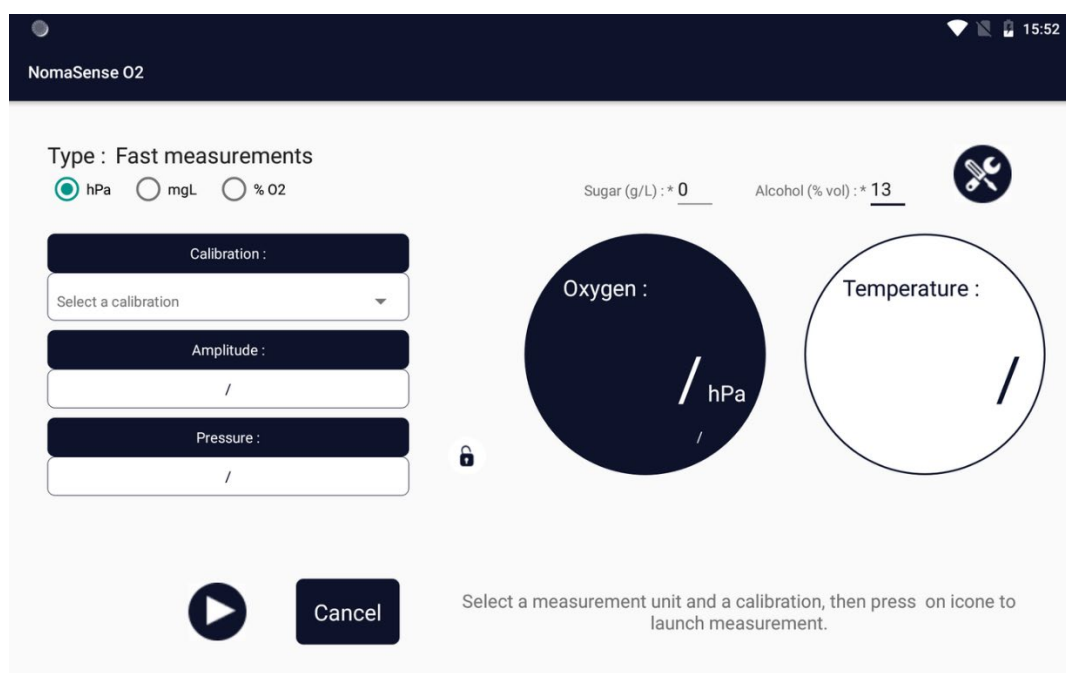 15:52
NomaSense O2
Type : Fast measurements
hPa mgL % O2
Sugar (g/L) : * 0 Alcohol (% vol) : * 13
Calibration :
Select a calibration
Amplitude :
/
Pressure :
/
Oxygen :
/ hPa
/
Temperature :
/
Cancel
Select a measurement unit and a calibration, then press on icone to
launch measurement.